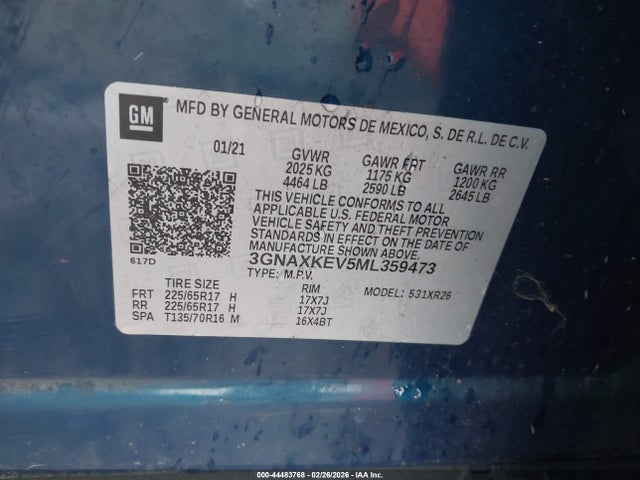 GM MFD BY GENERAL MOTORS DE MEXICO, S. DE R.L. DE C.V.
01/21 GVWR GAWR FRT GAWR RR
2025 KG 1175 KG 1200 KG
4464 LB 2590 LB 2645 LB
THIS VEHICLE CONFORMS TO ALL
APPLICABLE U.S. FEDERAL MOTOR
VEHICLE SAFETY AND THEFT PREVENTION
STANDARDS IN EFFECT ON THE DATE OF
MANUFACTURE SHOWN ABOVE.
617D 3GNAXKEV5ML359473
TYPE: M.P.V.
TIRE SIZE RIM MODEL: 531XR26
FRT 225/65R17 H 17X7J
RR 225/65R17 H 17X7J
SPA T135/70R16 M 16X4BT
000-44483768 - 02/26/2026 - IAA Inc.